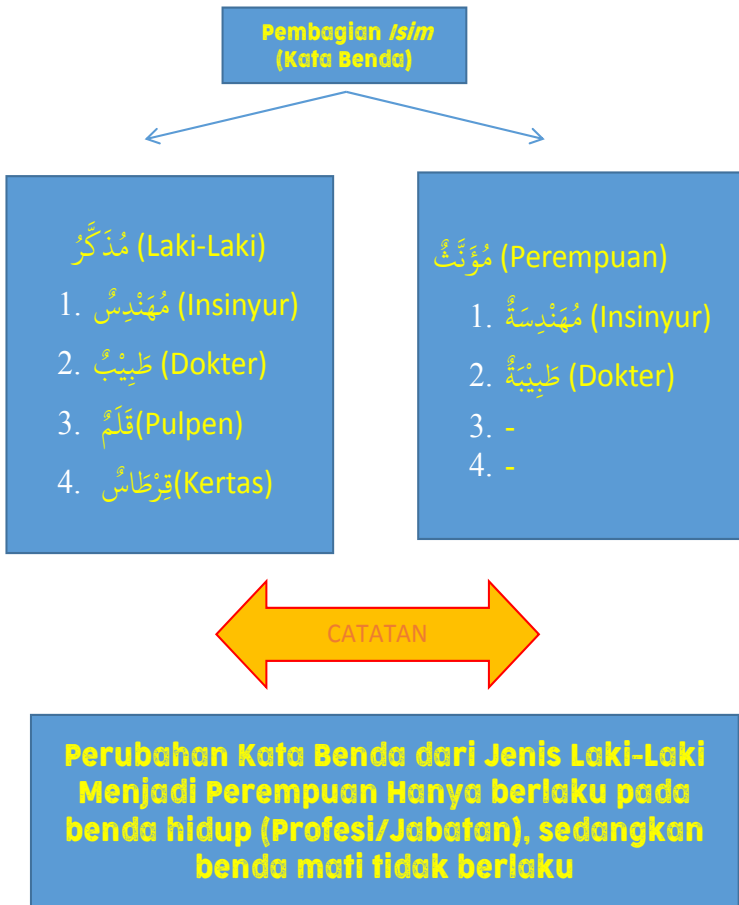 Pembagian Isim
(Kata Benda)
مُذَكَّرُ (Laki-Laki)
1. مُهَنْدِسٌ (Insinyur)
2. طَبِيْبٌ (Dokter)
3. قَلَمٌ(Pulpen)
4. قِرْطَاسٌ(Kertas)
مُؤَنَّثٌ (Perempuan)
1. مُهَنْدِسَةٌ (Insinyur)
2. طَبِيْبَةٌ (Dokter)
3. -
4. -
CATATAN
Perubahan Kata Benda dari Jenis Laki-Laki
Menjadi Perempuan Hanya berlaku pada
benda hidup (Profesi/Jabatan), sedangkan
benda mati tidak berlaku